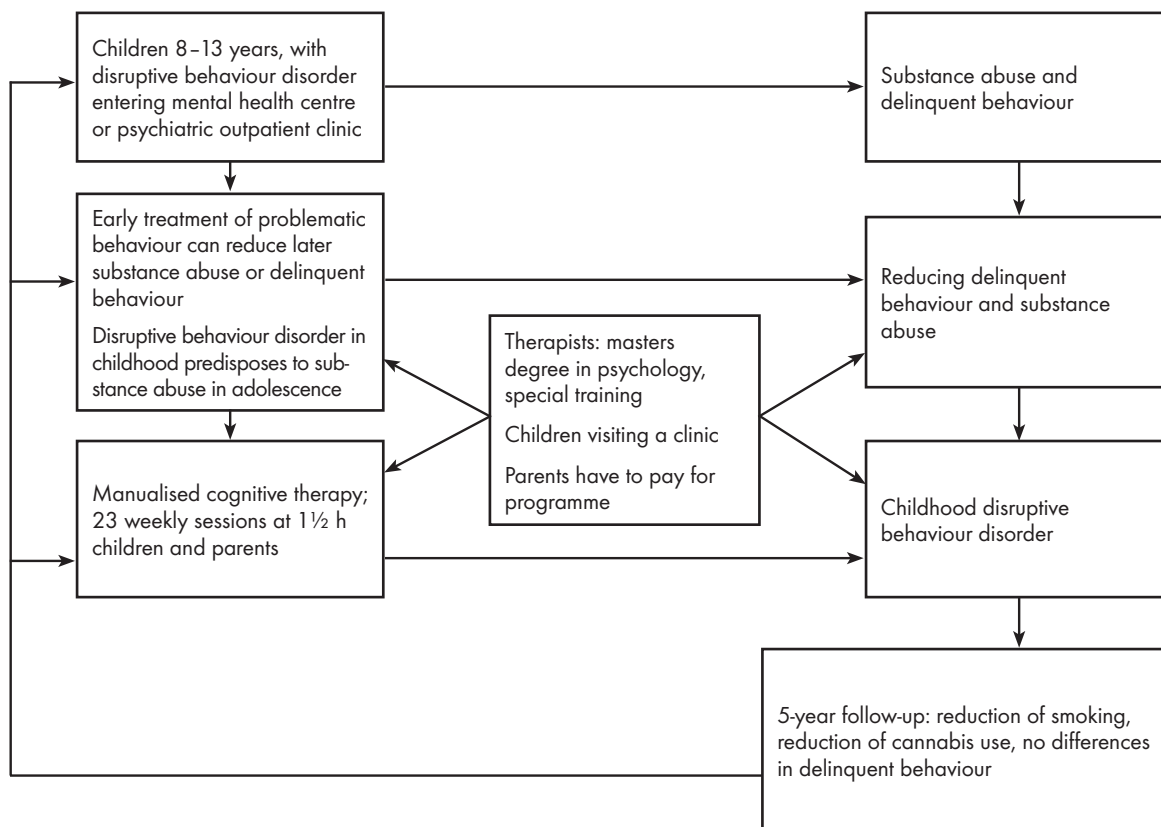 Children 8–13 years, with
disruptive behaviour disorder
entering mental health centre
or psychiatric outpatient clinic
Substance abuse and
delinquent behaviour
Early treatment of problematic
behaviour can reduce later
substance abuse or delinquent
behaviour
Disruptive behaviour disorder in
childhood predisposes to sub-
stance abuse in adolescence
Reducing delinquent
behaviour and substance
abuse
Therapists: masters
degree in psychology,
special training
Children visiting a clinic
Parents have to pay for
programme
Manualised cognitive therapy;
23 weekly sessions at 1½ h
children and parents
Childhood disruptive
behaviour disorder
5-year follow-up: reduction of smoking,
reduction of cannabis use, no differences
in delinquent behaviour